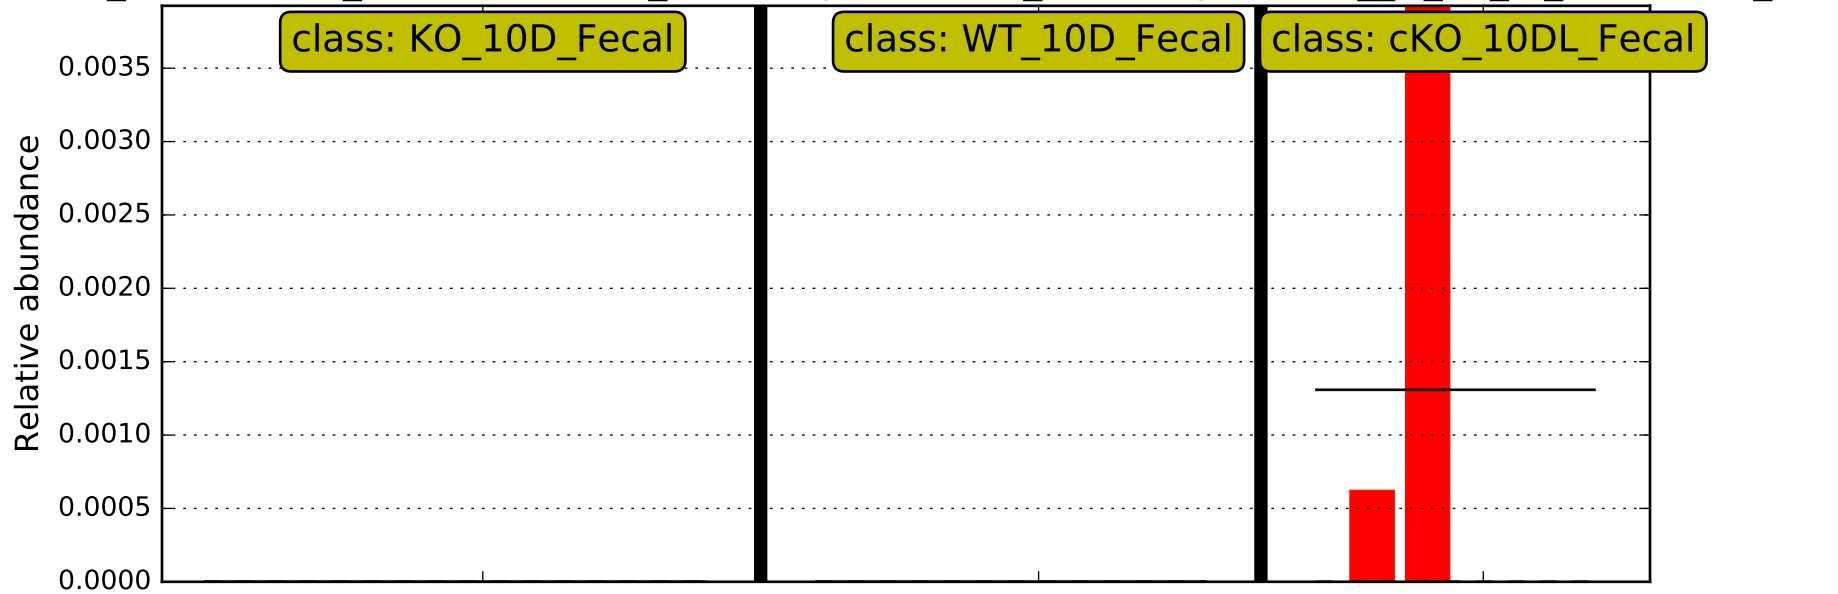 class: KO_10D_Fecal
class: WT_10D_Fecal
class: cKO_10DL_Fecal
0.0035
0.0030
0.0025
0.0020
0.0015
0.0010
0.0005
0.0000
Relative abundance